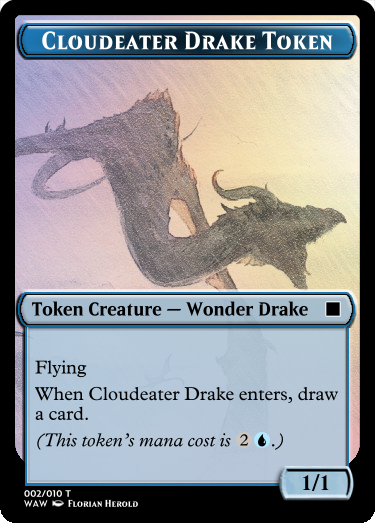 Cloudeater Drake Token
Token Creature — Wonder Drake
Flying
When Cloudeater Drake enters, draw
a card.
(This token's mana cost is 2 .)
1/1
002/010 T
WAW Florian Herold